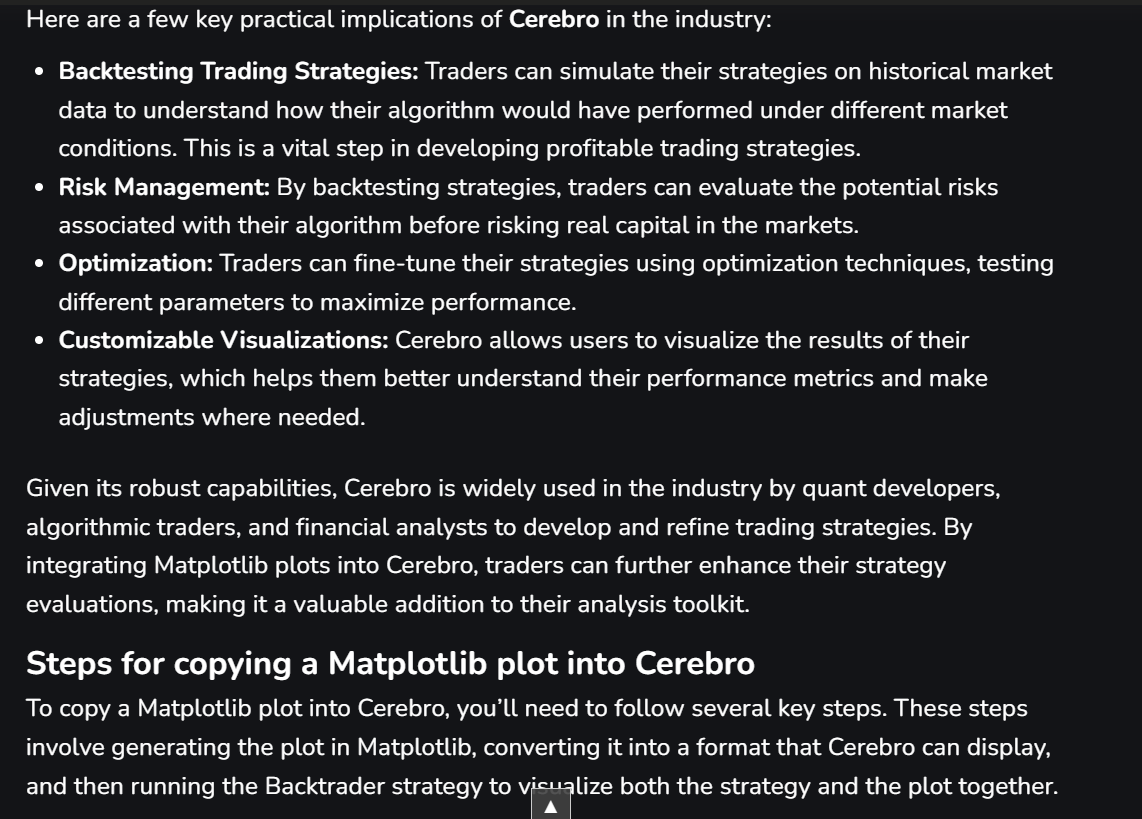 Here are a few key practical implications of Cerebro in the industry:
• Backtesting Trading Strategies: Traders can simulate their strategies on historical market
data to understand how their algorithm would have performed under different market
conditions. This is a vital step in developing profitable trading strategies.
• Risk Management: By backtesting strategies, traders can evaluate the potential risks
associated with their algorithm before risking real capital in the markets.
• Optimization: Traders can fine-tune their strategies using optimization techniques, testing
different parameters to maximize performance.
• Customizable Visualizations: Cerebro allows users to visualize the results of their
strategies, which helps them better understand their performance metrics and make
adjustments where needed.
Given its robust capabilities, Cerebro is widely used in the industry by quant developers,
algorithmic traders, and financial analysts to develop and refine trading strategies. By
integrating Matplotlib plots into Cerebro, traders can further enhance their strategy
evaluations, making it a valuable addition to their analysis toolkit.
Steps for copying a Matplotlib plot into Cerebro
To copy a Matplotlib plot into Cerebro, you’ll need to follow several key steps. These steps
involve generating the plot in Matplotlib, converting it into a format that Cerebro can display,
and then running the Backtrader strategy to visualize both the strategy and the plot together.